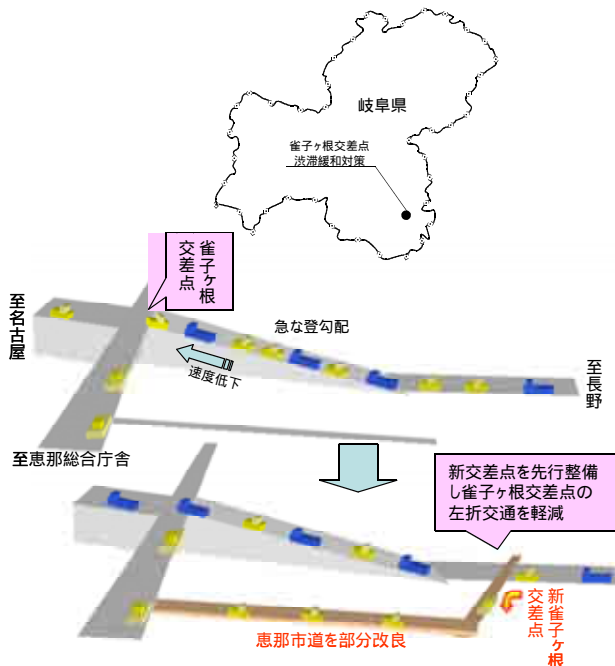 岐阜県
雀子ヶ根交差点
渋滞緩和対策
雀子ヶ根
交差点
至名古屋
急な登勾配
速度低下
至長野
至恵那総合庁舎
新交差点を先行整備
し雀子ヶ根交差点の
左折交通を軽減
新雀子ヶ根
交差点
恵那市道を部分改良